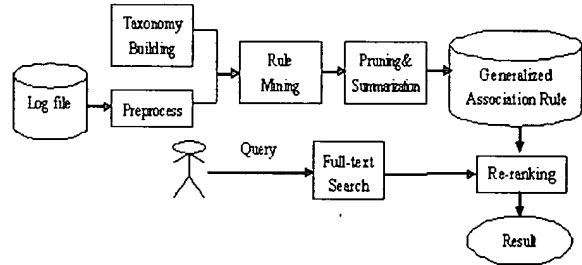 Taxonomy
Building
Log file
Preprocess
Rule
Mining
Pruning&
Summarization
Generalized
Association Rule
Query
Full-text
Search
Re-ranking
Result